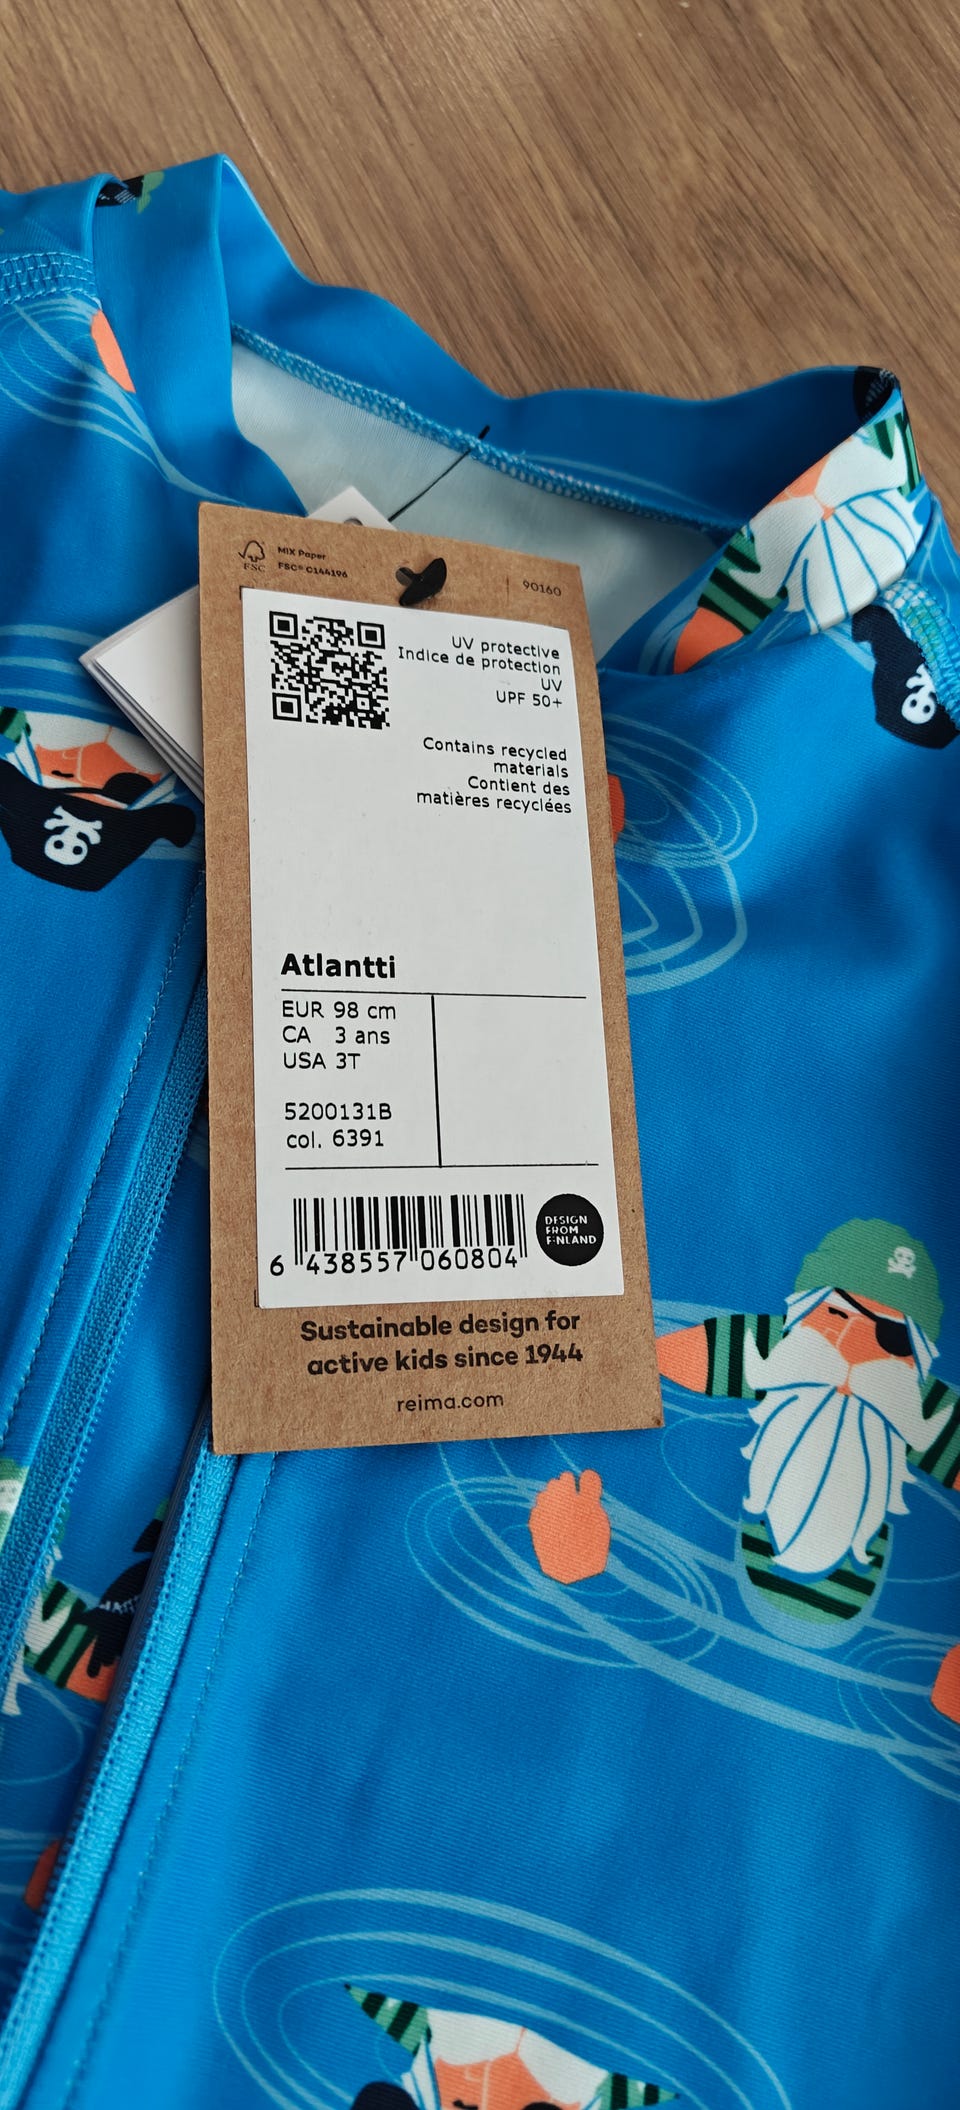 MIX Paper
FSC® C144196
FSC
90160
UV protective
Indice de protection
UV
UPF 50+
Contains recycled
materials
Contient des
matières recyclées
Atlantti
EUR 98 cm
CA 3 ans
USA 3T
5200131B
col. 6391
6 438557 060804
DESIGN
FROM
FINLAND
Sustainable design for
active kids since 1944
reima.com